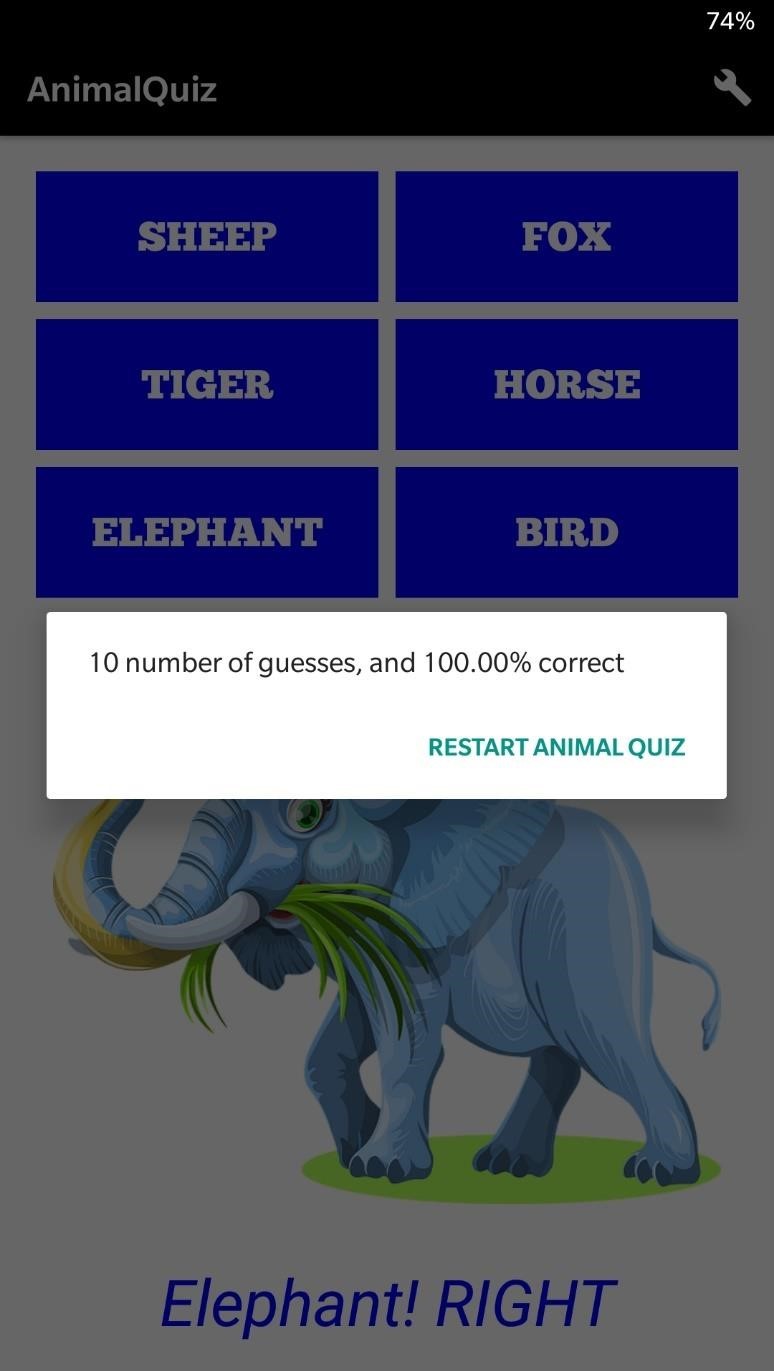 74%
AnimalQuiz
SHEEP
FOX
TIGER
HORSE
ELEPHANT
BIRD
10 number of guesses, and 100.00% correct
RESTART ANIMAL QUIZ
Elephant! RIGHT